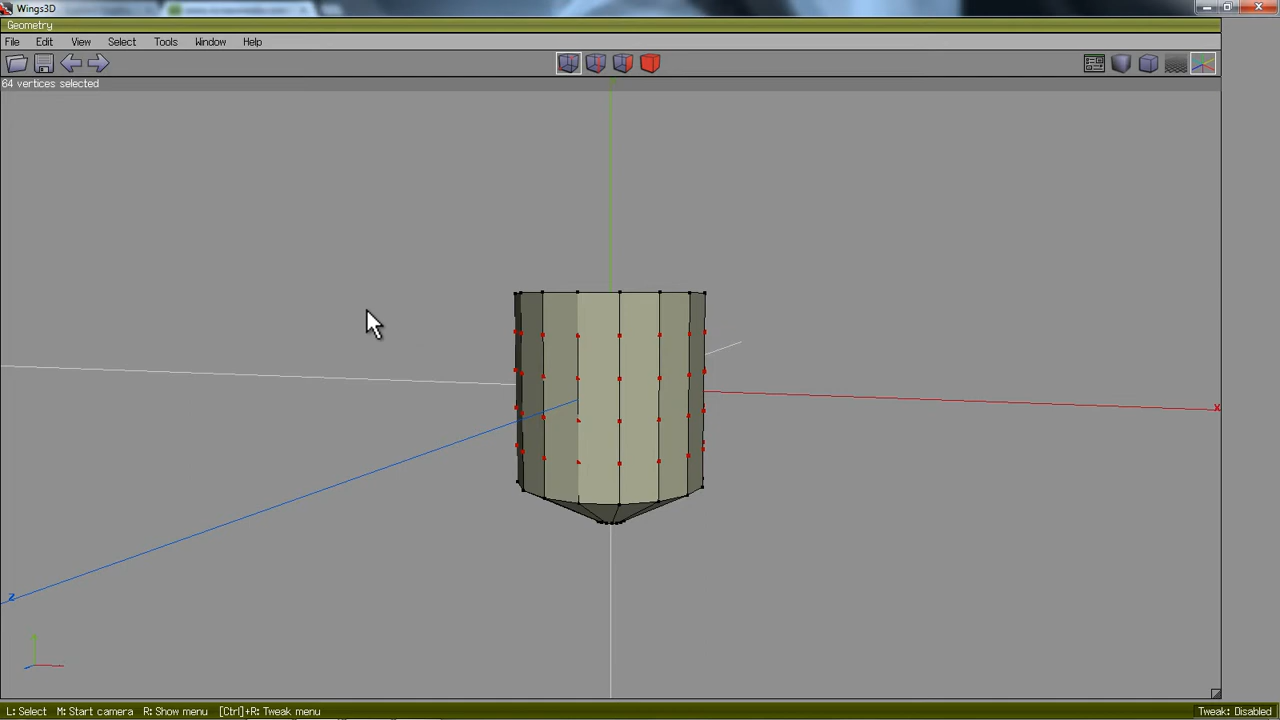 Wings3D
Geometry
File Edit View Select Tools Window Help
64 vertices selected
X
Z
L: Select M: Start camera R: Show menu [Ctrl]+R: Tweak menu
Tweak: Disabled